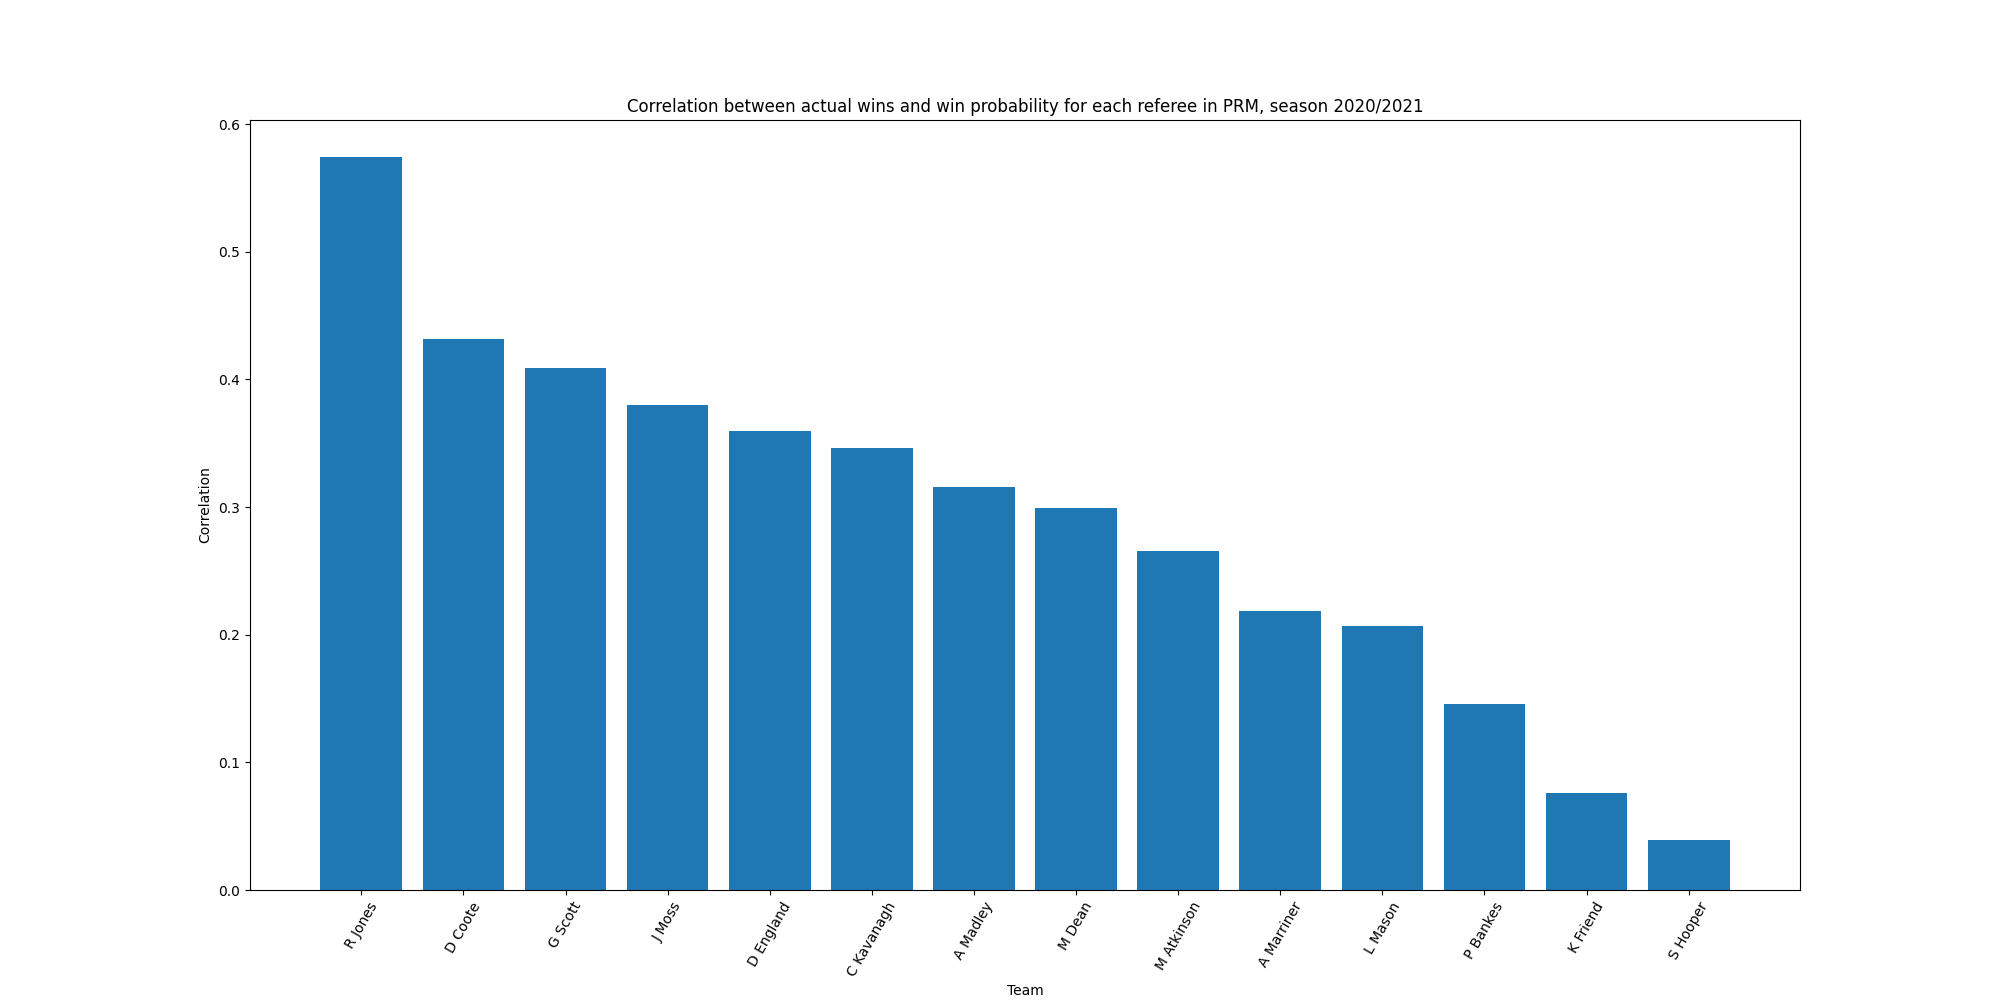 Correlation between actual wins and win probability for each referee in PRM, season 2020/2021
0.6
0.5
0.4
0.3
0.2
0.1
0.0
Correlation
R Jones
D Coote
G Scott
J Moss
D England
C Kavanagh
A Madley
M Dean
M Atkinson
A Marriner
L Mason
P Bankes
K Friend
S Hooper
Team